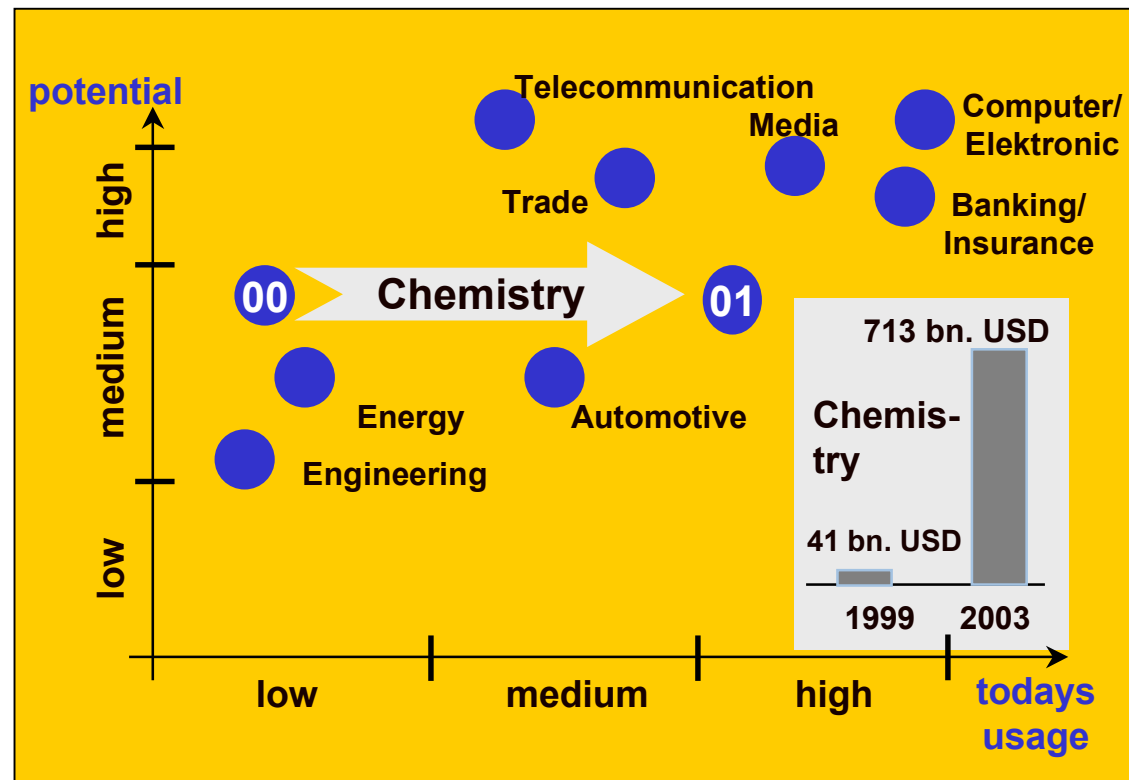 potential
Telecommunication
Media
Computer/
Elektronic
Trade
Banking/
Insurance
high
medium
low
00
Chemistry
01
Energy
Automotive
Engineering
713 bn. USD
Chemis-
try
41 bn. USD
1999 2003
low medium high
todays
usage